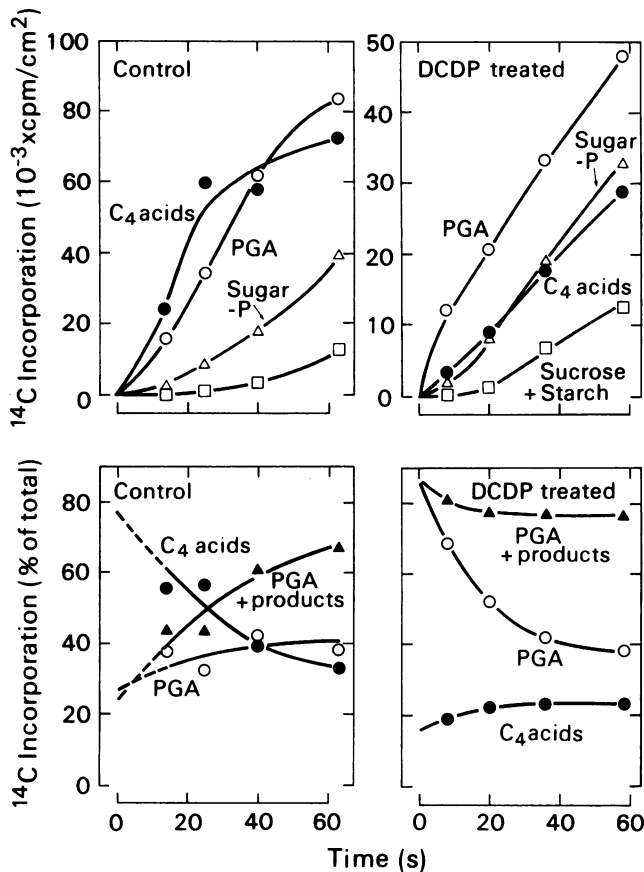 ¹⁴C Incorporation (10⁻³xcpm/cm²)
100
80
60
40
20
0
Control
C₄ acids
PGA
Sugar
-P
50
40
30
20
10
0
DCDP treated
Sugar
-P
PGA
C₄ acids
Sucrose
+ Starch
¹⁴C Incorporation (% of total)
80
60
40
20
0
Control
C₄ acids
PGA
+ products
PGA
0
20
40
60
DCDP treated
PGA
+ products
PGA
C₄ acids
0
20
40
60
Time (s)